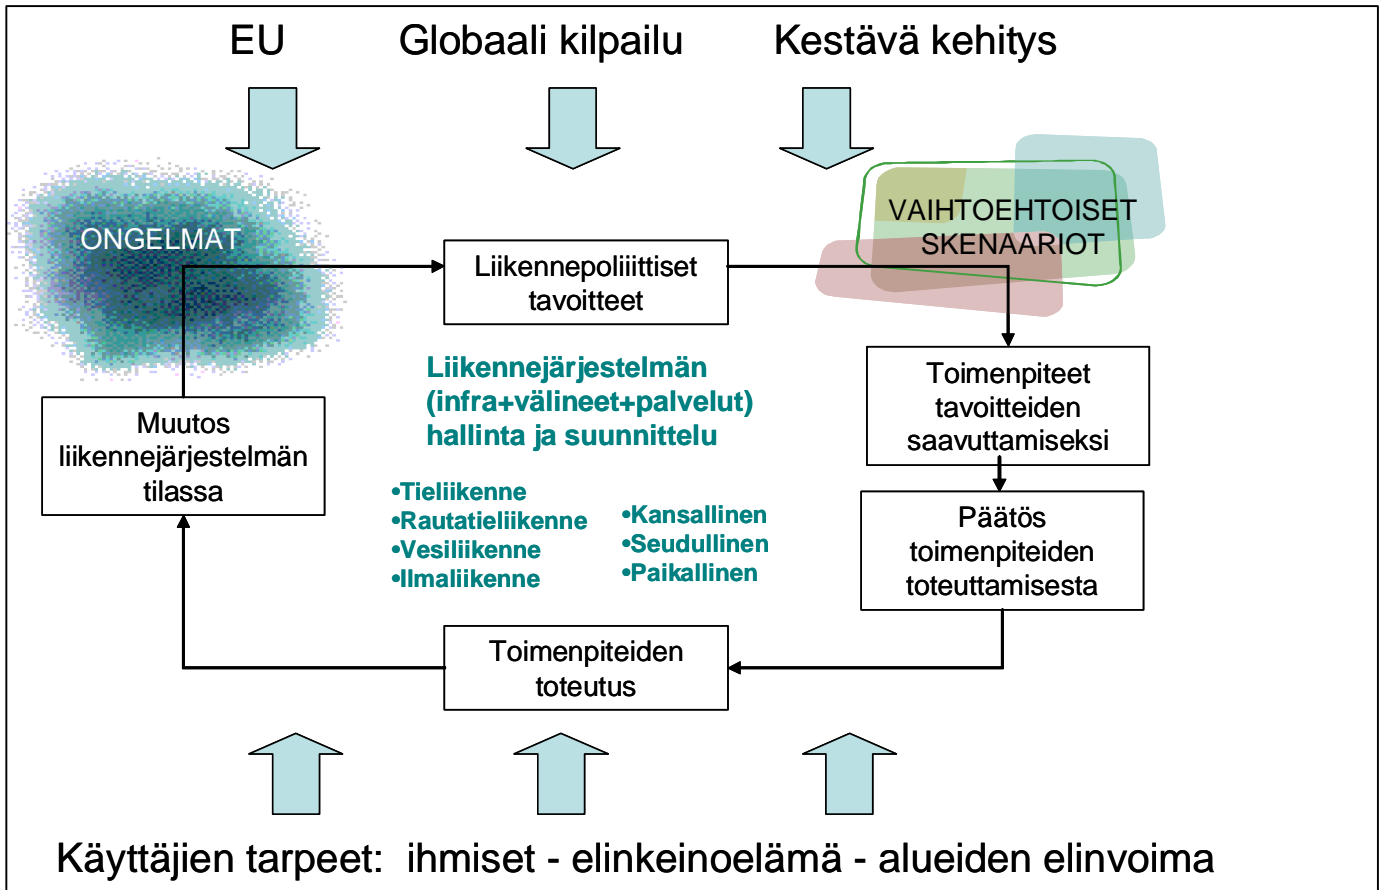 EU Globaali kilpailu Kestävä kehitys
ONGELMAT
VAIHTOEHTOISET
SKENAARIOT
Liikennepoliiittiset
tavoitteet
Liikennejärjestelmän
(infra+välineet+palvelut)
hallinta ja suunnittelu
Toimenpiteet
tavoitteiden
saavuttamiseksi
Muutos
liikennejärjestelmän
tilassa
•Tieliikenne
•Rautatieliikenne
•Vesiliikenne
•Ilmaliikenne
•Kansallinen
•Seudullinen
•Paikallinen
Päätös
toimenpiteiden
toteuttamisesta
Toimenpiteiden
toteutus
Käyttäjien tarpeet: ihmiset - elinkeinoelämä - alueiden elinvoima